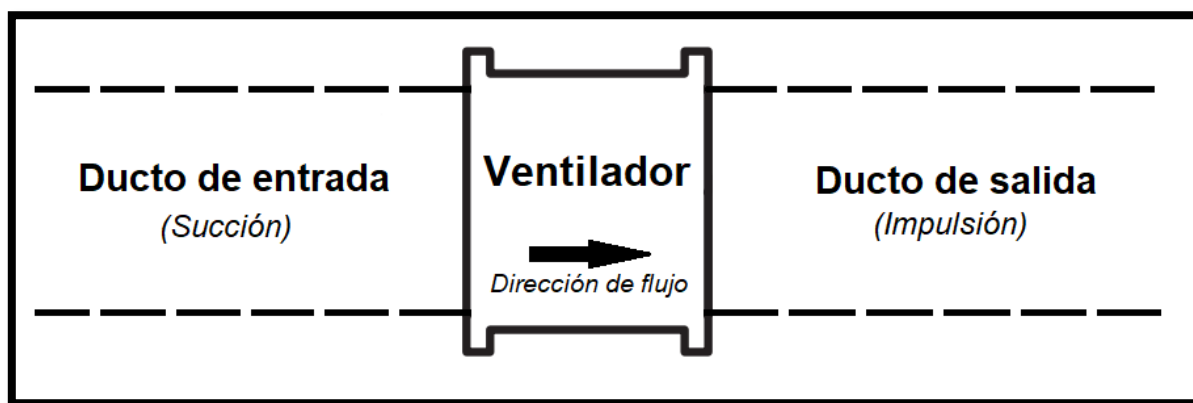 Ducto de entrada
(Succión)
Ventilador
Dirección de flujo
Ducto de salida
(Impulsión)